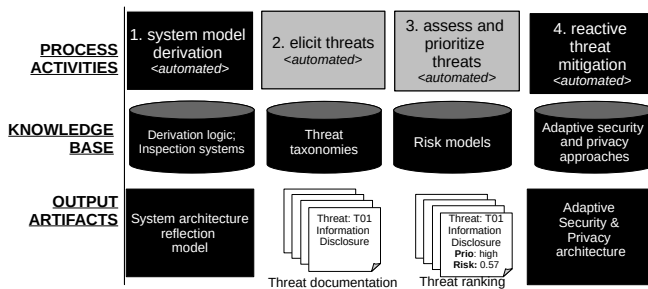 PROCESS
ACTIVITIES
1. system model
derivation
<automated>
2. elicit threats
<automated>
3. assess and
prioritize
threats
<automated>
4. reactive
threat
mitigation
<automated>
KNOWLEDGE
BASE
Derivation logic;
Inspection systems
Threat
taxonomies
Risk models
Adaptive security
and privacy
approaches
OUTPUT
ARTIFACTS
System architecture
reflection
model
Threat: T01
Information
Disclosure
Threat documentation
Threat: T01
Information
Disclosure
Prio: high
Risk: 0.57
Threat ranking
Adaptive
Security &
Privacy
architecture